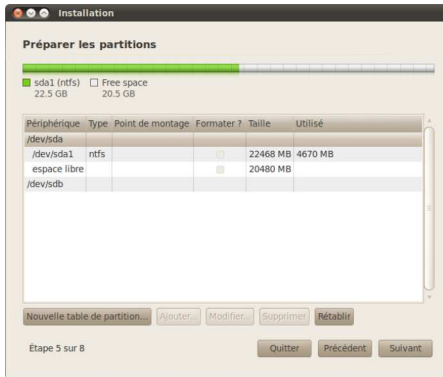 Installation
Préparer les partitions
sda1 (ntfs) Free space
22.5 GB 20.5 GB
Périphérique Type Point de montage Formater ? Taille Utilisé
/dev/sda
/dev/sda1 ntfs 22468 MB 4670 MB
espace libre 20480 MB
/dev/sdb
Nouvelle table de partition... Ajouter... Modifier... Supprimer Rétablir
Étape 5 sur 8 Quitter Précédent Suivant